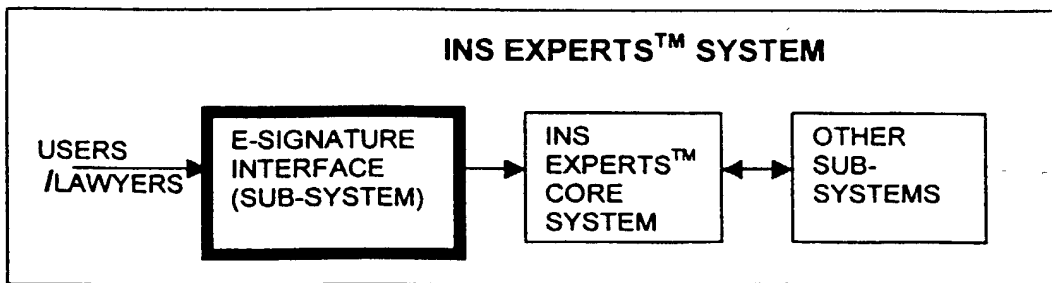 INS EXPERTS™ SYSTEM
USERS
/LAWYERS
E-SIGNATURE
INTERFACE
(SUB-SYSTEM)
INS
EXPERTS™
CORE
SYSTEM
OTHER
SUB-
SYSTEMS